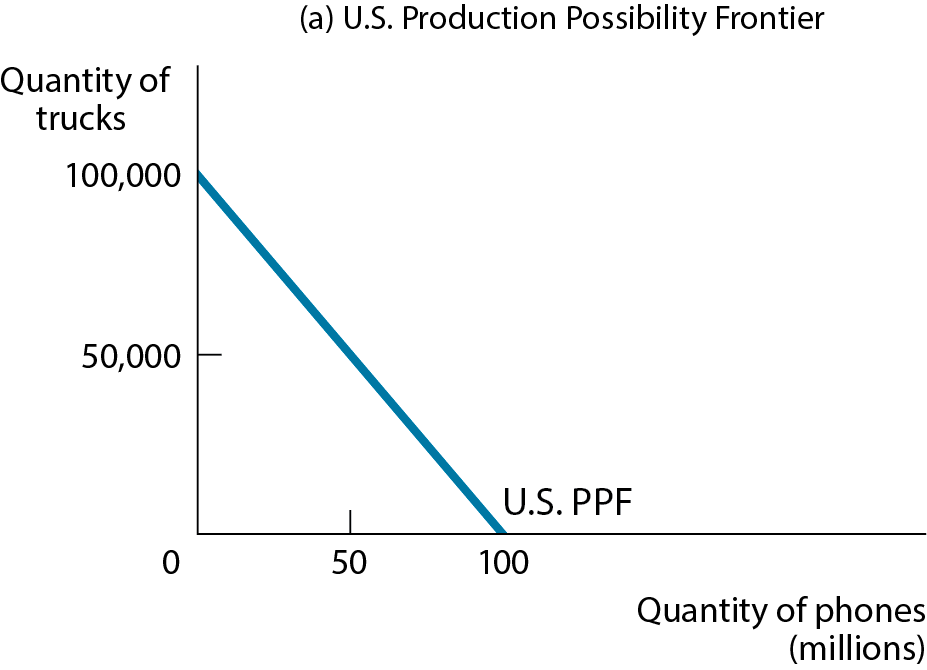 (a) U.S. Production Possibility Frontier
Quantity of
trucks
100,000
50,000
U.S. PPF
0
50
100
Quantity of phones
(millions)